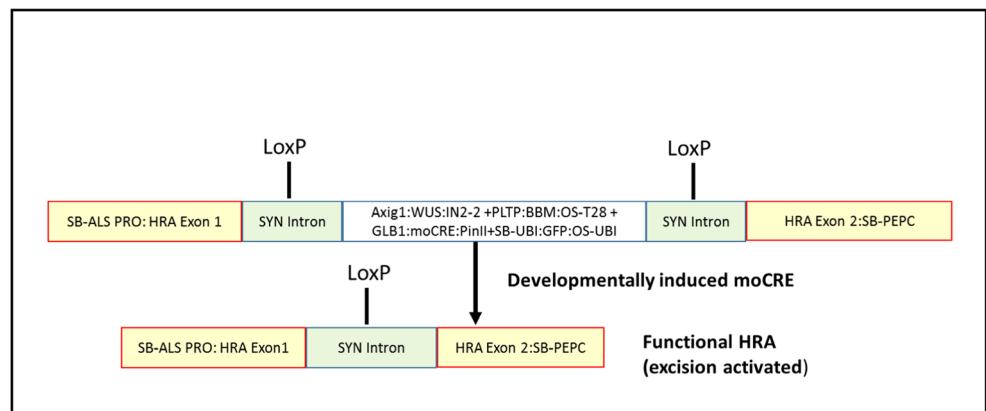 LoxP
LoxP
SB-ALS PRO: HRA Exon 1
SYN Intron
Axig1:WUS:IN2-2 +PLTP:BBM:OS-T28 +
GLB1:moCRE:PinII+SB-UBI:GFP:OS-UBI
SYN Intron
HRA Exon 2:SB-PEPC
Developmentally induced moCRE
LoxP
SB-ALS PRO: HRA Exon1
SYN Intron
HRA Exon 2:SB-PEPC
Functional HRA
(excision activated)